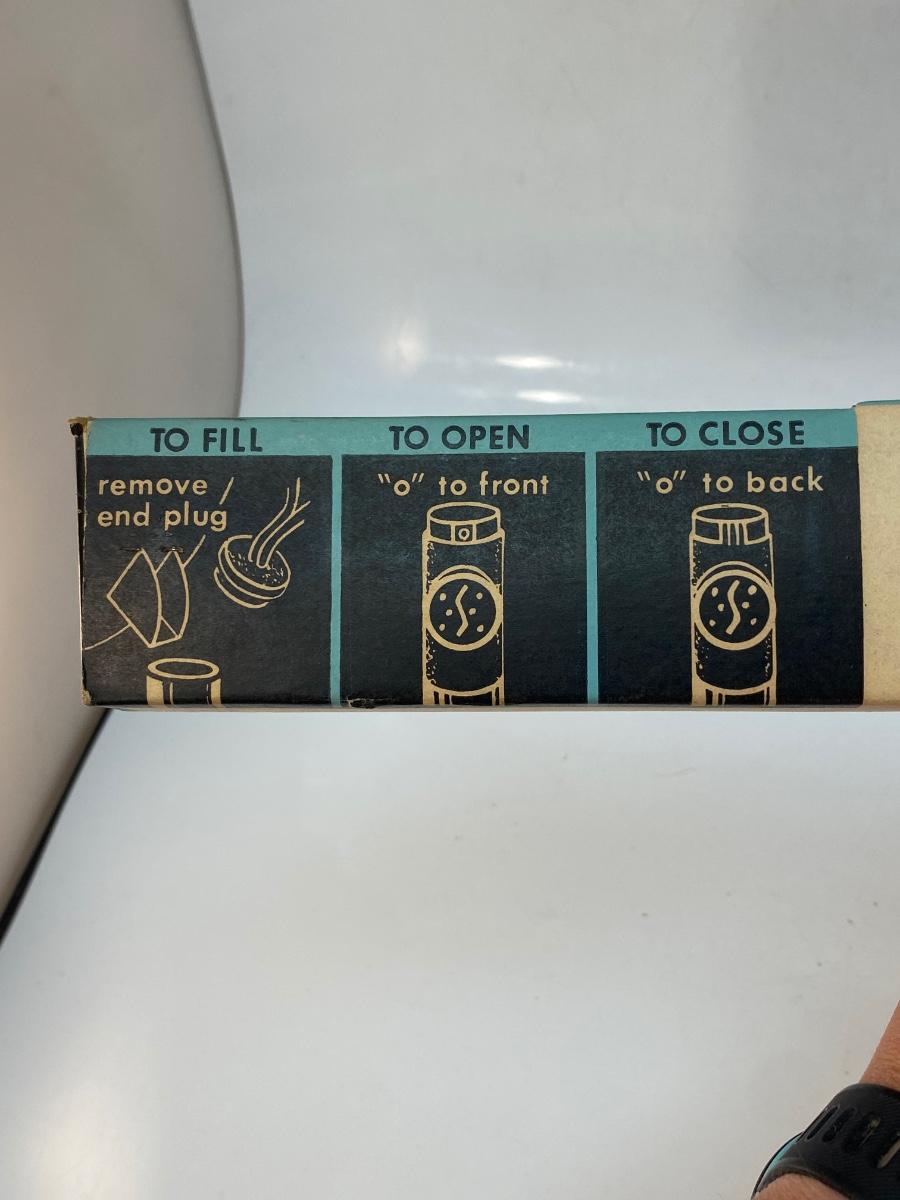 TO FILL
remove
end plug
TO OPEN
"o" to front
TO CLOSE
"o" to back